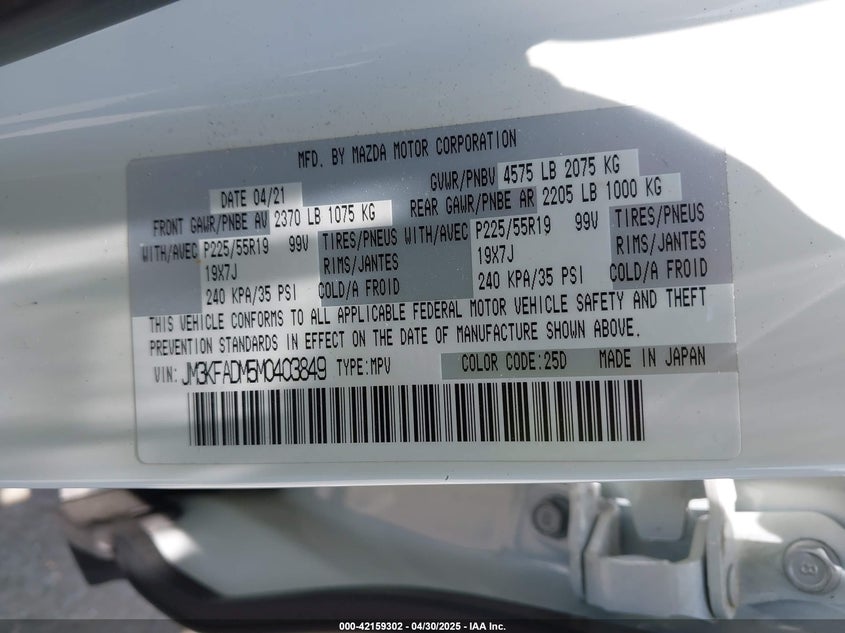 MFD. BY MAZDA MOTOR CORPORATION
DATE 04/21 GVWR/PNBV 4575 LB 2075 KG
FRONT GAWR/PNBE AV 2370 LB 1075 KG REAR GAWR/PNBE AR 2205 LB 1000 KG
WITH/AVEC P225/55R19 99V TIRES/PNEUS WITH/AVEC P225/55R19 99V TIRES/PNEUS
19X7J RIMS/JANTES 19X7J RIMS/JANTES
240 KPA/35 PSI COLD/A FROID 240 KPA/35 PSI COLD/A FROID
THIS VEHICLE CONFORMS TO ALL APPLICABLE FEDERAL MOTOR VEHICLE SAFETY AND THEFT
PREVENTION STANDARDS IN EFFECT ON THE DATE OF MANUFACTURE SHOWN ABOVE.
VIN: JM3KFADM5M0403849 TYPE:MPV COLOR CODE:25D MADE IN JAPAN
8
000-42159302 - 04/30/2025 - IAA Inc.